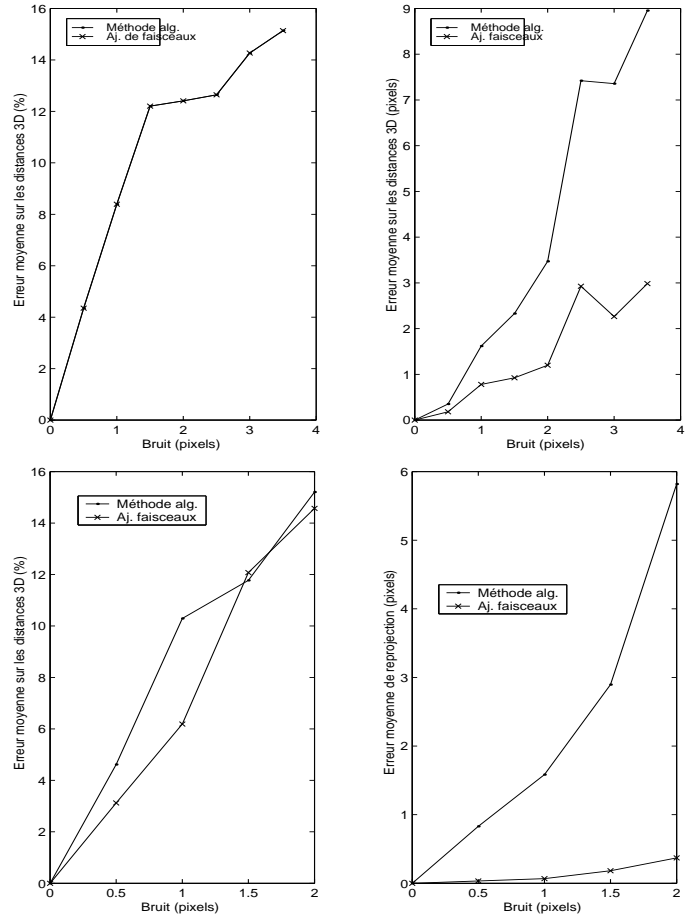 16
14
12
10
8
6
4
2
0
Erreur moyenne sur les distances 3D (%)
Méthode alg.
Aj. de faisceaux
0 1 2 3 4
Bruit (pixels)
9
8
7
6
5
4
3
2
1
0
Erreur moyenne sur les distances 3D (pixels)
Méthode alg.
Aj. faisceaux
0 1 2 3 4
Bruit (pixels)
16
14
12
10
8
6
4
2
0
Erreur moyenne sur les distances 3D (%)
Méthode alg.
Aj. faisceaux
0 0.5 1 1.5 2
Bruit (pixels)
6
5
4
3
2
1
0
Erreur moyenne de reprojection (pixels)
Méthode alg.
Aj. faisceaux
0 0.5 1 1.5 2
Bruit (pixels)